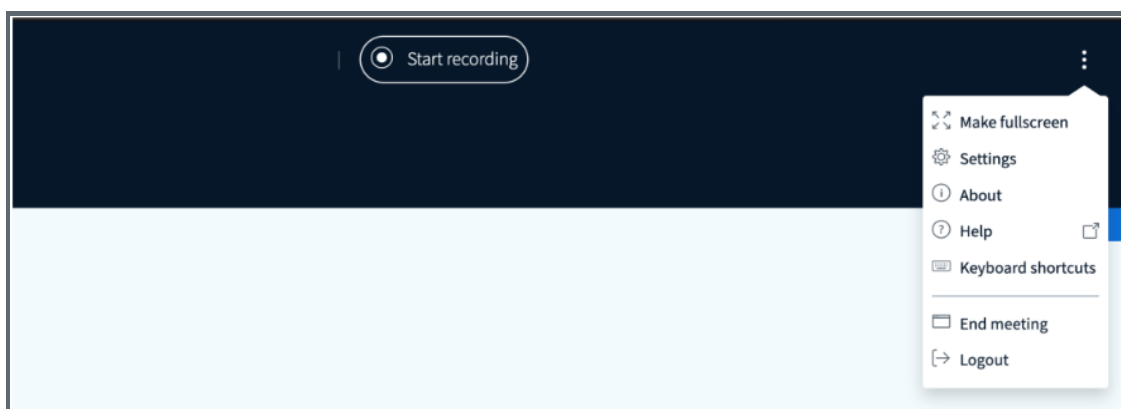 Start recording
Make fullscreen
Settings
About
Help
Keyboard shortcuts
End meeting
Logout